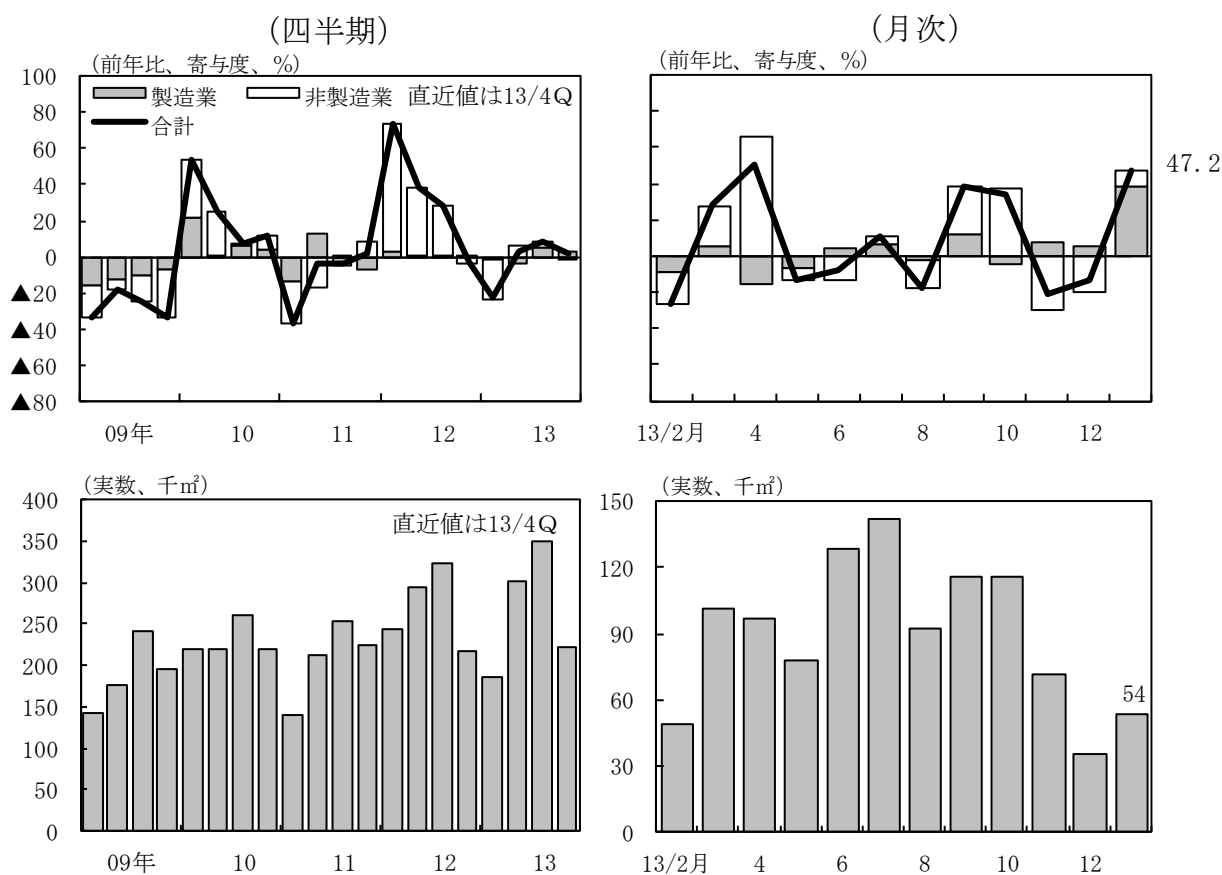 (四半期)
(前年比、寄与度、%)
製造業 非製造業 直近値は13/4Q
合計
100
80
60
40
20
0
▲20
▲40
▲60
▲80
09年 10 11 12 13
(月次)
(前年比、寄与度、%)
47.2
13/2月 4 6 8 10 12
(実数、千㎡)
直近値は13/4Q
400
350
300
250
200
150
100
50
0
09年 10 11 12 13
(実数、千㎡)
150
120
90
60
30
0
54
13/2月 4 6 8 10 12